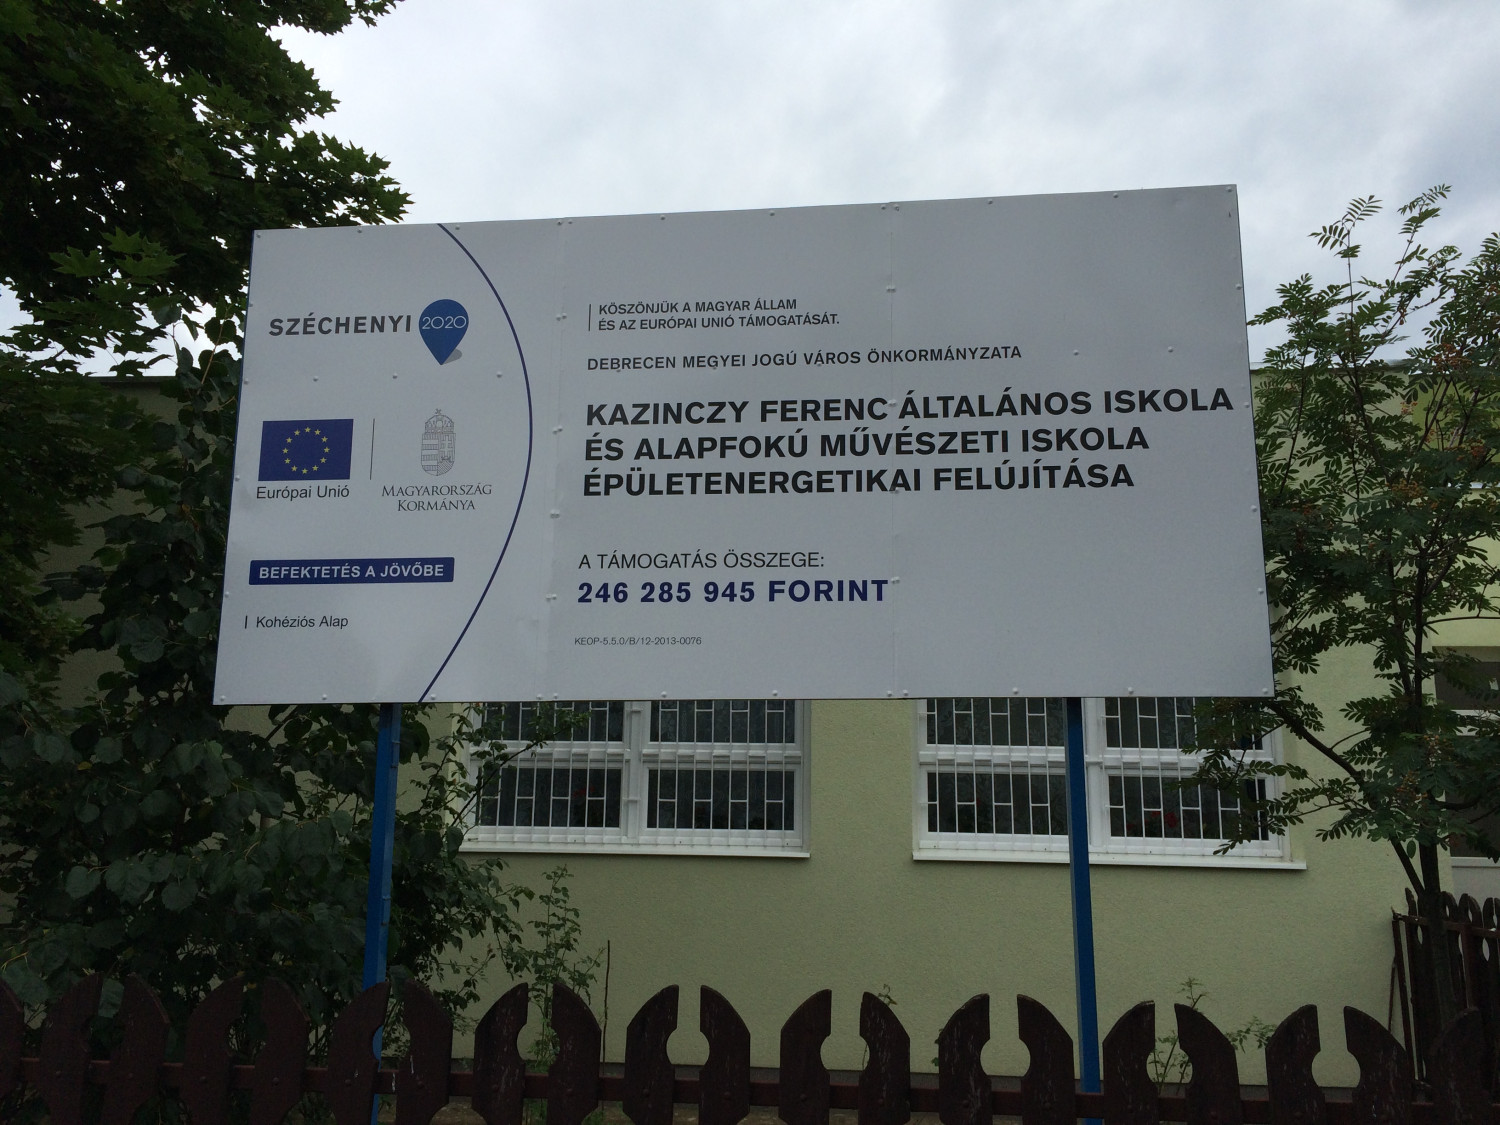 SZÉCHENYI 2020
Európai Unió
MAGYARORSZÁG
KORMÁNYA
BEFEKTETÉS A JÖVŐBE
Kohéziós Alap
KÖSZÖNJÜK A MAGYAR ÁLLAM
ÉS AZ EURÓPAI UNIÓ TÁMOGATÁSÁT.
DEBRECEN MEGYEI JOGÚ VÁROS ÖNKORMÁNYZATA
KAZINCZY FERENC ÁLTALÁNOS ISKOLA
ÉS ALAPFOKÚ MŰVÉSZETI ISKOLA
ÉPÜLETENERGETIKAI FELÚJÍTÁSA
A TÁMOGATÁS ÖSSZEGE:
246 285 945 FORINT
KEOP-5.5.0/B/12-2013-0076